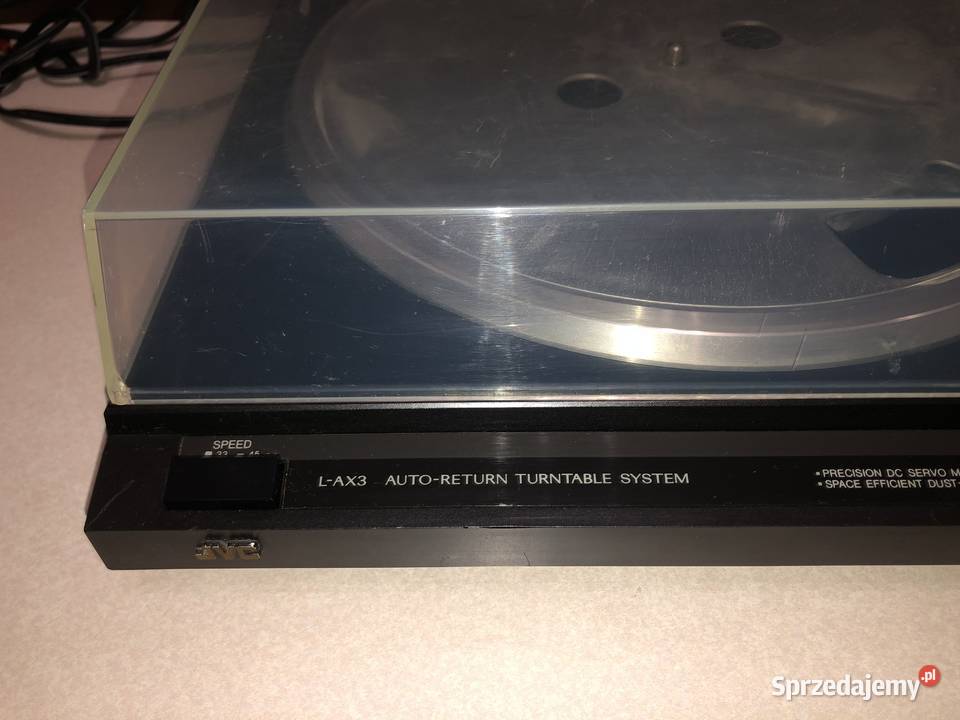 SPEED
33 – 45
L-AX3 AUTO-RETURN TURNTABLE SYSTEM
▪PRECISION DC SERVO M
▪SPACE EFFICIENT DUST-
JVC
Sprzedajemy.pl